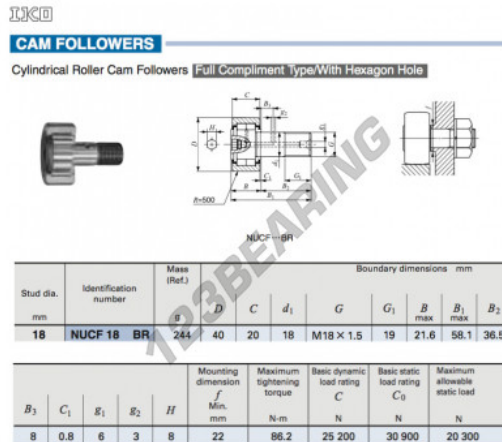 IKO
CAM FOLLOWERS
Cylindrical Roller Cam Followers Full Compliment Type/With Hexagon Hole
C
B3
g2
H
D
d1
g1
G
C1
G1
B
B2
B1
R=500
f
NUCF…BR
123BEARING
Stud dia. mm Identification number Mass (Ref.) g Boundary dimensions mm
D C d1 G G1 B max B1 max B2
18 NUCF 18 BR 244 40 20 18 M18 × 1.5 19 21.6 58.1 36.5
B3 C1 g1 g2 H Mounting dimension f Min. mm Maximum tightening torque N-m Basic dynamic load rating C N Basic static load rating C0 N Maximum allowable static load N
8 0.8 6 3 8 22 86.2 25 200 30 900 20 300